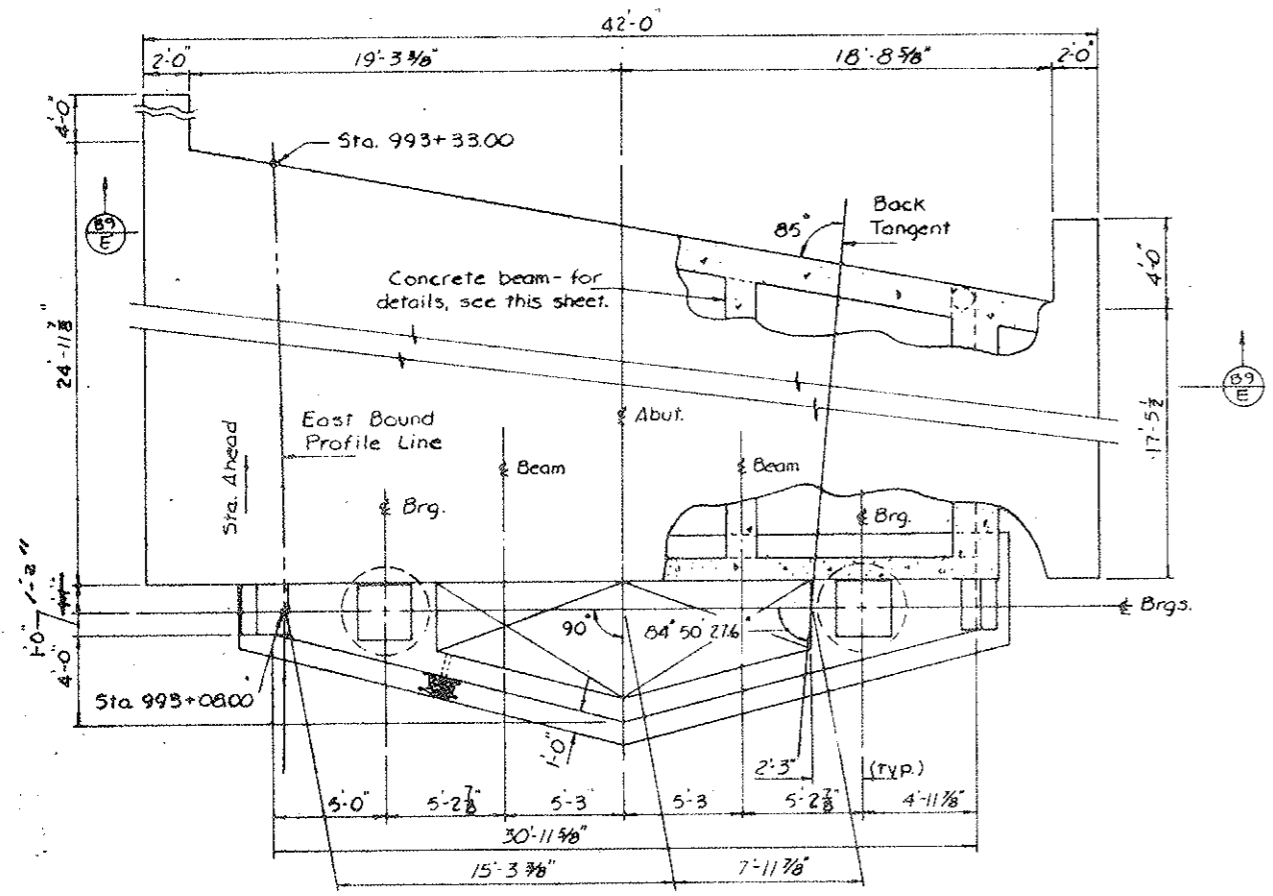 42'-0"
2'-0" 19'-3 3/8" 18'-8 5/8" 2'-0"
4'-0"
Sta. 993+33.00
B9
E
85°
Back
Tangent
4'-0"
Concrete beam - for
details, see this sheet.
24'-11 7/8"
B9
E
Sta. Ahead
East Bound
Profile Line
℄ Abut.
17'-5 1/2
℄ Beam
℄ Beam
℄ Brg.
℄ Brg.
1'-2"
1'-0"
℄ Brgs.
90° 84° 50' 27.6"
4'-0"
Sta 993+08.00
1'-0"
2'-3" (TYP.)
5'-0" 5'-2 7/8" 5'-3" 5'-3 5'-2 7/8" 4'-11 7/8"
30'-11 5/8"
15'-3 3/8" 7'-11 7/8"